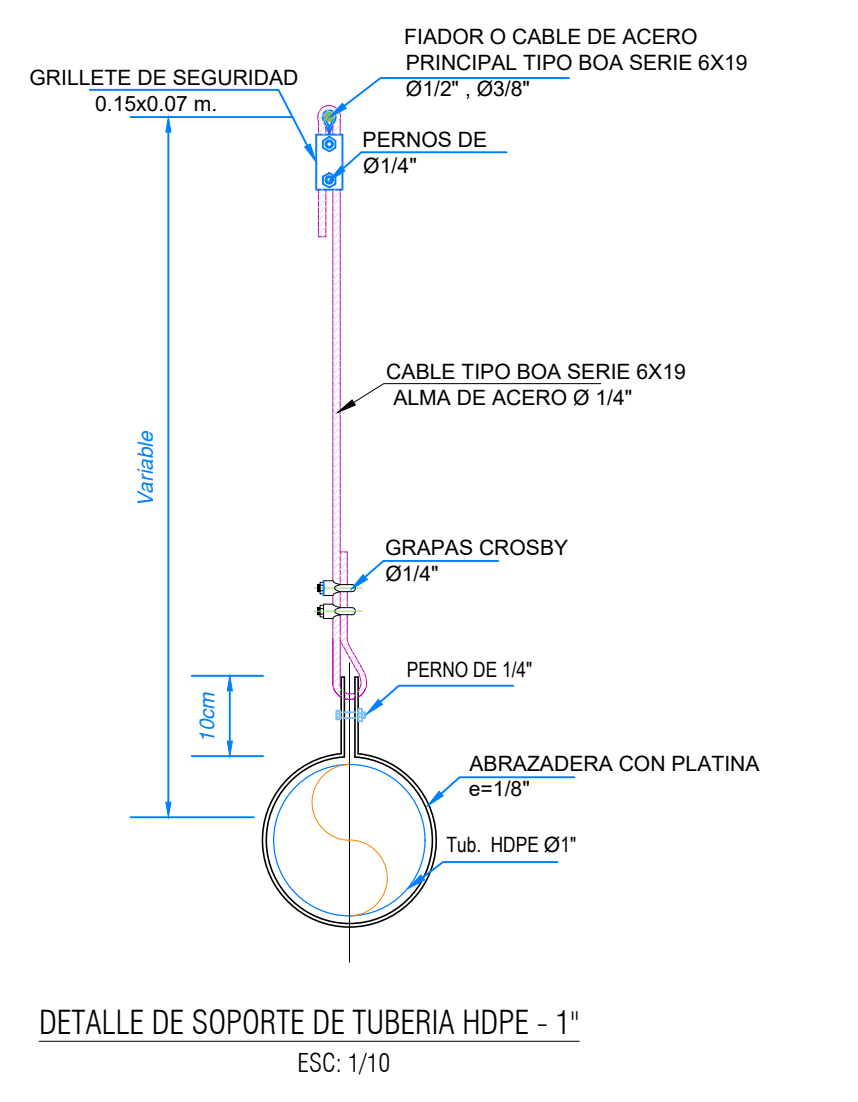 FIADOR O CABLE DE ACERO
PRINCIPAL TIPO BOA SERIE 6X19
Ø1/2" , Ø3/8"
GRILLETE DE SEGURIDAD
0.15x0.07 m.
PERNOS DE
Ø1/4"
CABLE TIPO BOA SERIE 6X19
ALMA DE ACERO Ø 1/4"
Variable
GRAPAS CROSBY
Ø1/4"
PERNO DE 1/4"
10cm
ABRAZADERA CON PLATINA
e=1/8"
Tub. HDPE Ø1"
DETALLE DE SOPORTE DE TUBERIA HDPE - 1"
ESC: 1/10